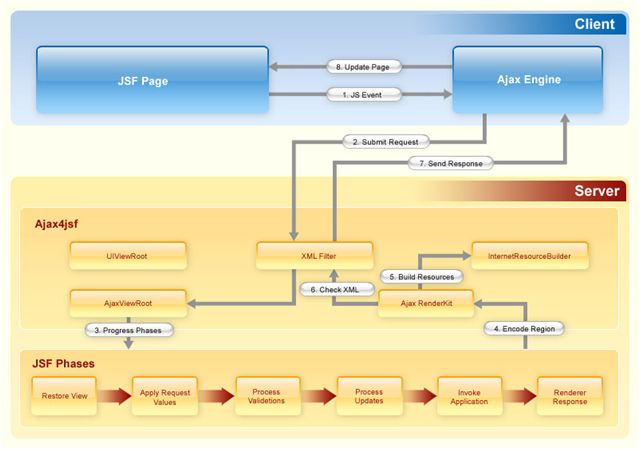 Client
JSF Page
8. Update Page
1. JS Event
Ajax Engine
2. Submit Request
7. Send Response
Server
Ajax4jsf
UIViewRoot
XML Filter
InternetResourceBuilder
5. Build Resources
6. Check XML
AjaxViewRoot
Ajax RenderKit
3. Progress Phases
4. Encode Region
JSF Phases
Restore View
Apply Request
Values
Process
Validetions
Process
Updates
Invoke
Application
Renderer
Response